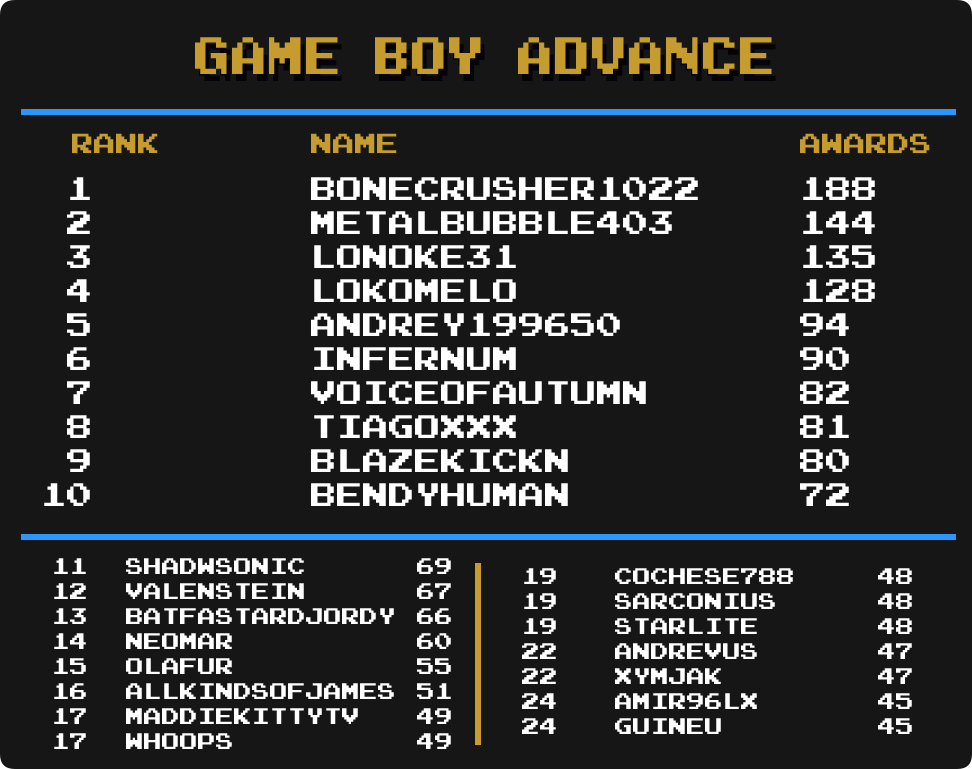 GAME BOY ADVANCE
RANK NAME AWARDS
1 BONECRUSHER1022 188
2 METALBUBBLE403 144
3 LONOKE31 135
4 LOKOMELO 128
5 ANDREY199650 94
6 INFERNUM 90
7 VOICEOFAUTUMN 82
8 TIAGOXXX 81
9 BLAZEKICKN 80
10 BENDYHUMAN 72
11 SHADWSONIC 69
12 VALENSTEIN 67
13 BATFASTARDJORDY 66
14 NEOMAR 60
15 OLAFUR 55
16 ALLKINDSOFJAMES 51
17 MADDIEKITTYTV 49
17 WHOOPS 49
19 COCHESE788 48
19 SARCONIUS 48
19 STARLITE 48
22 ANDREVUS 47
22 XYMJAK 47
24 AMIR96LX 45
24 GUINEU 45